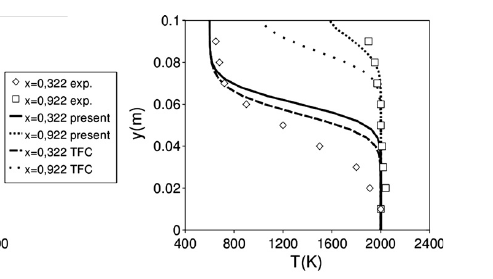 x=0,322 exp.
x=0,922 exp.
x=0,322 present
x=0,922 present
x=0,322 TFC
x=0,922 TFC
0.1
0.08
0.06
0.04
0.02
0
y(m)
400 800 1200 1600 2000 2400
T(K)
00